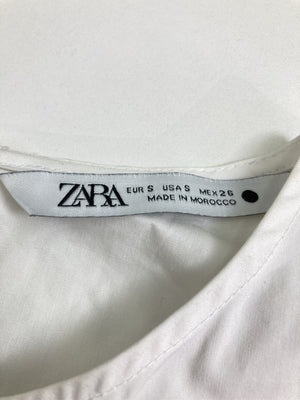 ZARA
EUR S USA S MEX 26
MADE IN MOROCCO